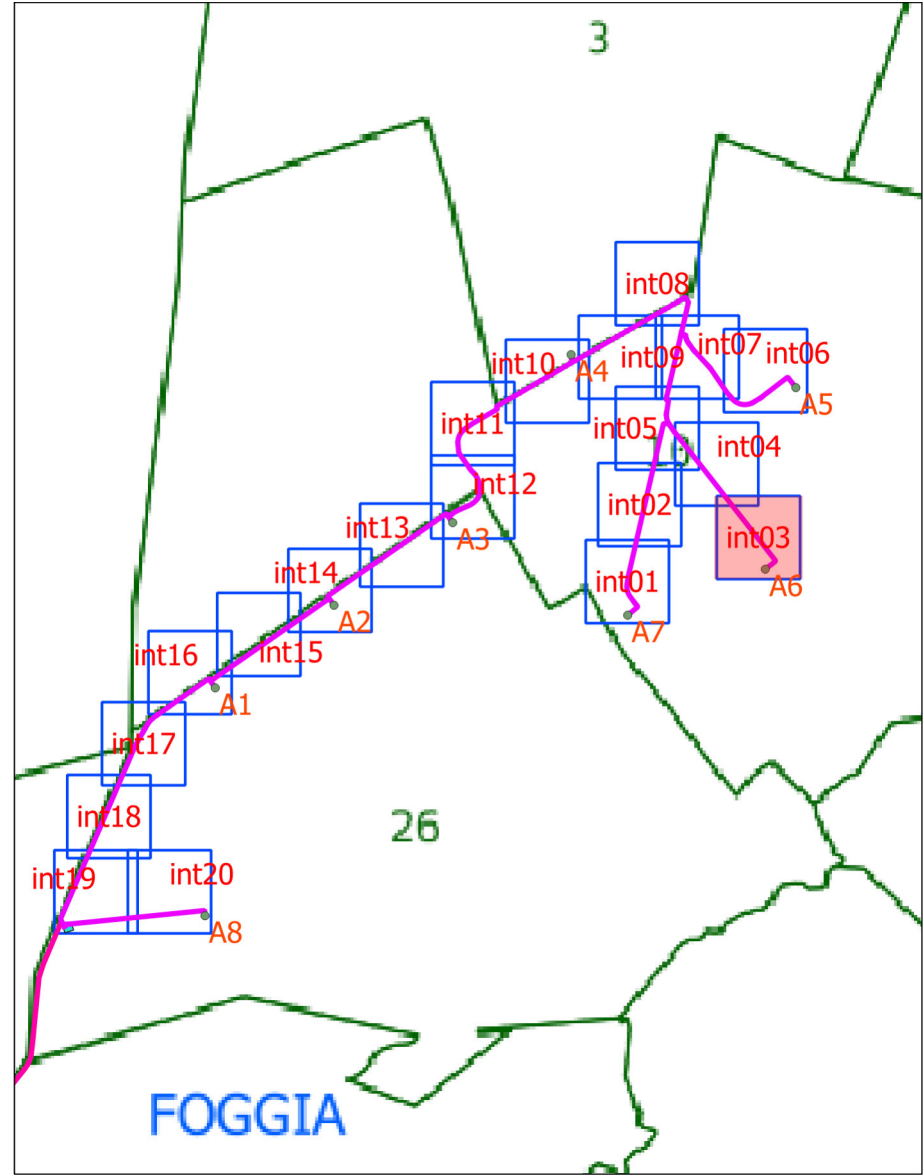 3
int08
int07
int09
int06
int10
A4
A5
int11
int05
int04
int12
int02
int13
int03
A3
int14
int01
A6
A2
A7
int16
int15
A1
int17
int18
26
int19
int20
A8
FOGGIA